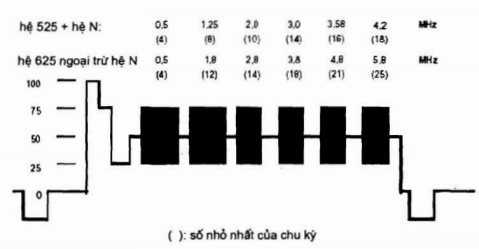 hệ 525 + hệ N: 0,5 1,25 2,0 3,0 3,58 4,2 MHz
(4) (8) (10) (14) (16) (18)
hệ 625 ngoại trừ hệ N 0,5 1,8 2,8 3,8 4,8 5,8 MHz
(4) (12) (14) (18) (21) (25)
100
75
50
25
0
( ): số nhỏ nhất của chu kỳ